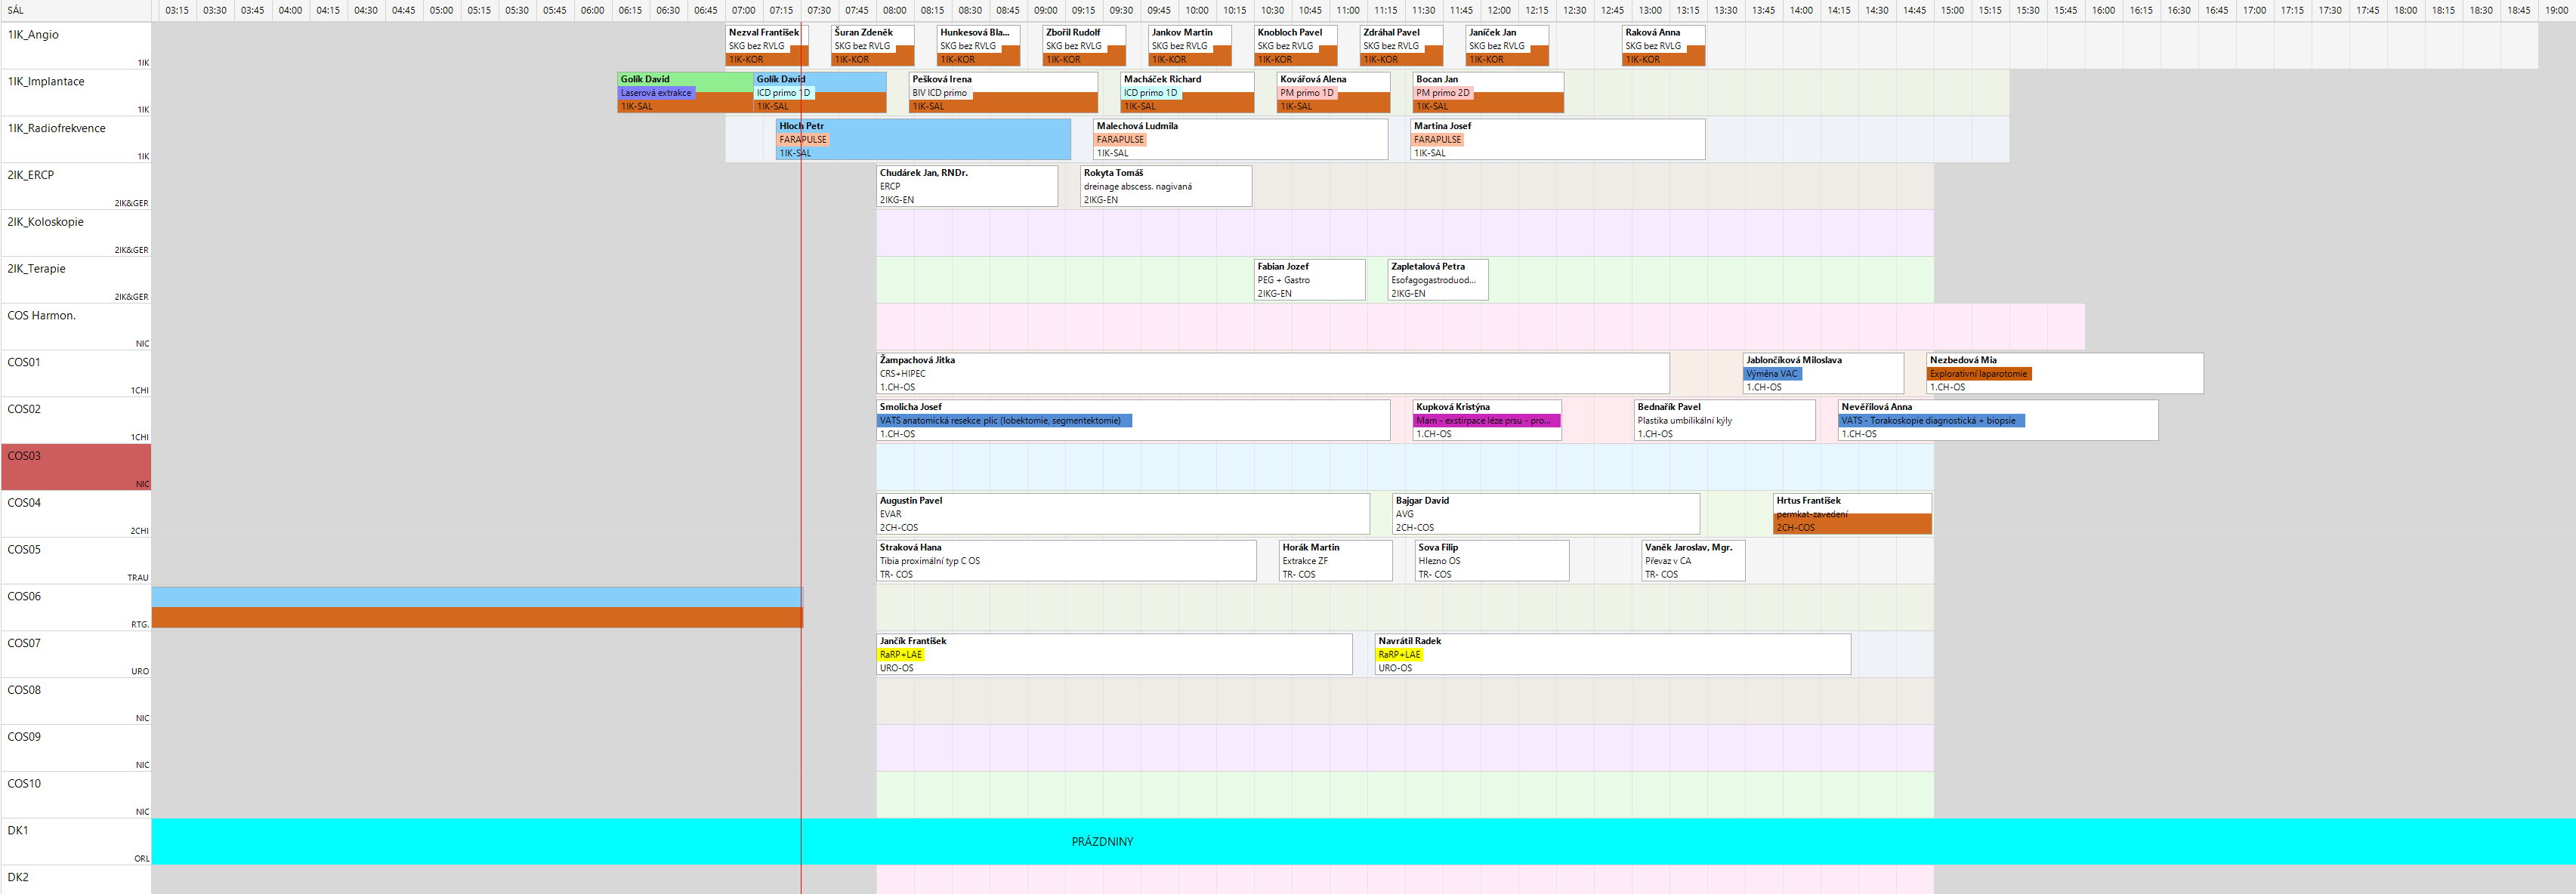 SÁL 03:15 03:30 03:45 04:00 04:15 04:30 04:45 05:00 05:15 05:30 05:45 06:00 06:15 06:30 06:45 07:00 07:15 07:30 07:45 08:00 08:15 08:30 08:45 09:00 09:15 09:30 09:45 10:00 10:15 10:30 10:45 11:00 11:15 11:30 11:45 12:00 12:15 12:30 12:45 13:00 13:15 13:30 13:45 14:00 14:15 14:30 14:45 15:00 15:15 15:30 15:45 16:00 16:15 16:30 16:45 17:00 17:15 17:30 17:45 18:00 18:15 18:30 18:45 19:00
1IK_Angio
1IK
Nezval František
SKG bez RVLG
1IK-KOR
Šuran Zdeněk
SKG bez RVLG
1IK-KOR
Hunkesová Bla...
SKG bez RVLG
1IK-KOR
Zbořil Rudolf
SKG bez RVLG
1IK-KOR
Jankov Martin
SKG bez RVLG
1IK-KOR
Knobloch Pavel
SKG bez RVLG
1IK-KOR
Zdráhal Pavel
SKG bez RVLG
1IK-KOR
Janíček Jan
SKG bez RVLG
1IK-KOR
Raková Anna
SKG bez RVLG
1IK-KOR
1IK_Implantace
1IK
Golík David
Laserová extrakce
1IK-SAL
Golík David
ICD primo 1D
1IK-SAL
Pešková Irena
BIV ICD primo
1IK-SAL
Macháček Richard
ICD primo 1D
1IK-SAL
Kovářová Alena
PM primo 1D
1IK-SAL
Bocan Jan
PM primo 2D
1IK-SAL
1IK_Radiofrekvence
1IK
Hloch Petr
FARAPULSE
1IK-SAL
Malechová Ludmila
FARAPULSE
1IK-SAL
Martina Josef
FARAPULSE
1IK-SAL
2IK_ERCP
2IK&GER
Chudárek Jan, RNDr.
ERCP
2IKG-EN
Rokyta Tomáš
dreinage abscess. nagivaná
2IKG-EN
2IK_Koloskopie
2IK&GER
2IK_Terapie
2IK&GER
Fabian Jozef
PEG + Gastro
2IKG-EN
Zapletalová Petra
Esofagogastroduod...
2IKG-EN
COS Harmon.
NIC
COS01
1CHI
Žampachová Jitka
CRS+HIPEC
1.CH-OS
Jablončíková Miloslava
Výměna VAC
1.CH-OS
Nezbedová Mia
Explorativní laparotomie
1.CH-OS
COS02
1CHI
Smolicha Josef
VATS anatomická resekce plic (lobektomie, segmentektomie)
1.CH-OS
Kupková Kristýna
Mam - exstirpace léze prsu - pro...
1.CH-OS
Bednařík Pavel
Plastika umbilikální kýly
1.CH-OS
Nevěřilová Anna
VATS - Torakoskopie diagnostická + biopsie
1.CH-OS
COS03
NIC
COS04
2CHI
Augustin Pavel
EVAR
2CH-COS
Bajgar David
AVG
2CH-COS
Hrtus František
permkat-zavedení
2CH-COS
COS05
TRAU
Straková Hana
Tibia proximální typ C OS
TR- COS
Horák Martin
Extrakce ZF
TR- COS
Sova Filip
Hlezno OS
TR- COS
Vaněk Jaroslav, Mgr.
Převaz v CA
TR- COS
COS06
RTG.
COS07
URO
Jančík František
RaRP+LAE
URO-OS
Navrátil Radek
RaRP+LAE
URO-OS
COS08
NIC
COS09
NIC
COS10
NIC
DK1
ORL
PRÁZDNINY
DK2